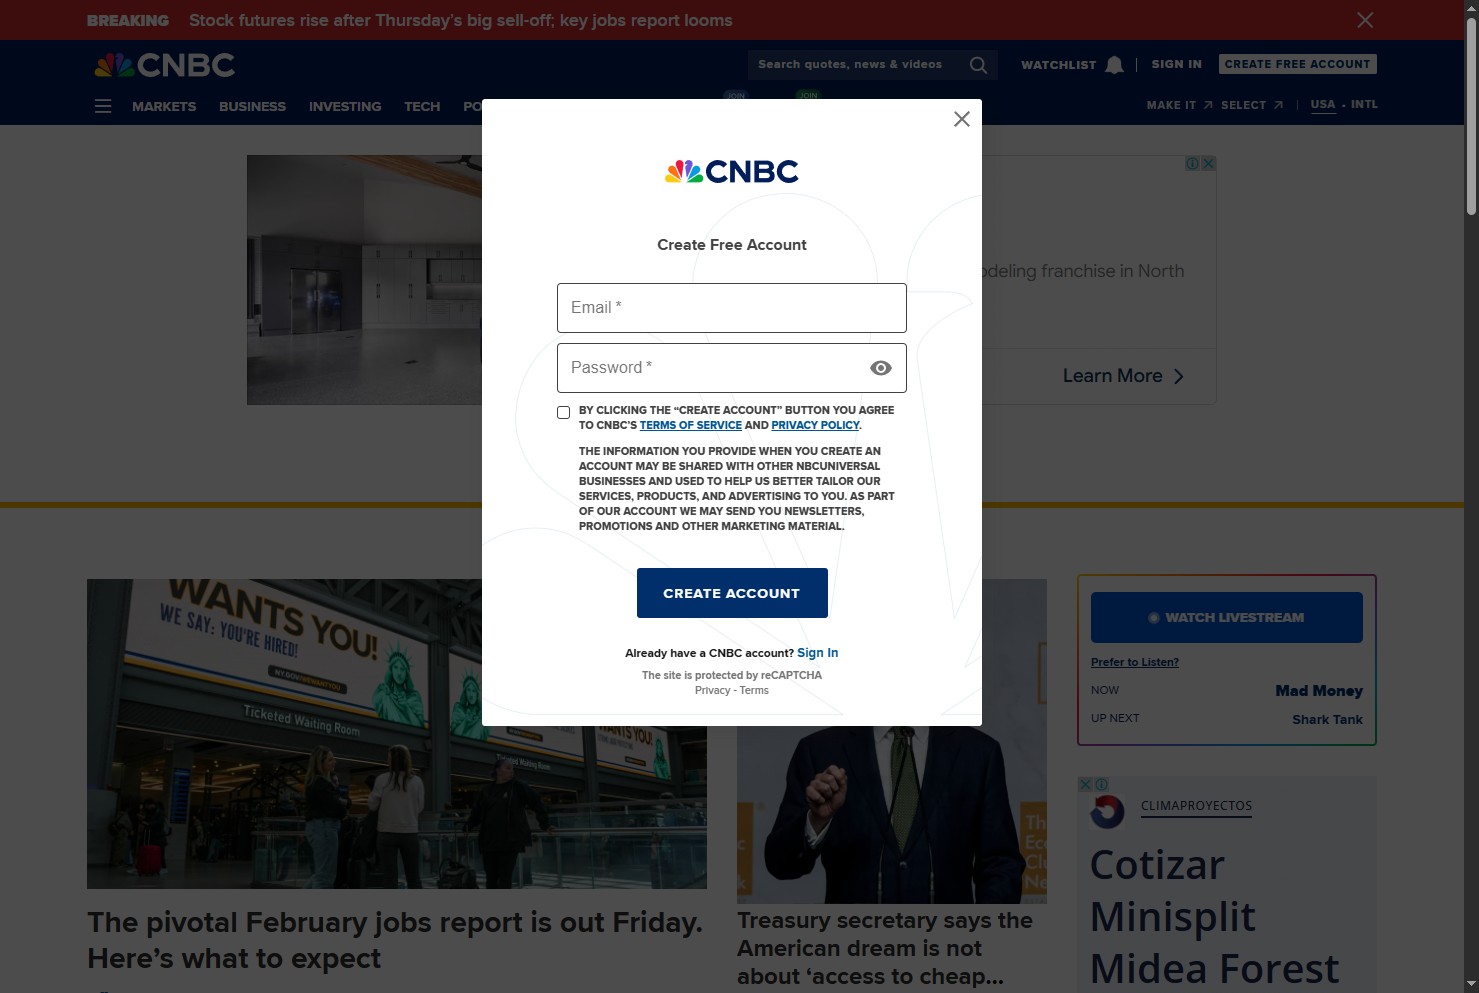 BREAKING Stock futures rise after Thursday's big sell-off; key jobs report looms
CNBC
Search quotes, news & videos
WATCHLIST
SIGN IN
CREATE FREE ACCOUNT
MARKETS BUSINESS INVESTING TECH PO
JOIN
JOIN
MAKE IT SELECT USA • INTL
CNBC
Create Free Account
Email *
Password *
BY CLICKING THE “CREATE ACCOUNT” BUTTON YOU AGREE
TO CNBC'S TERMS OF SERVICE AND PRIVACY POLICY.
THE INFORMATION YOU PROVIDE WHEN YOU CREATE AN
ACCOUNT MAY BE SHARED WITH OTHER NBCUNIVERSAL
BUSINESSES AND USED TO HELP US BETTER TAILOR OUR
SERVICES, PRODUCTS, AND ADVERTISING TO YOU. AS PART
OF OUR ACCOUNT WE MAY SEND YOU NEWSLETTERS,
PROMOTIONS AND OTHER MARKETING MATERIAL.
CREATE ACCOUNT
Already have a CNBC account? Sign In
The site is protected by reCAPTCHA
Privacy - Terms
odeling franchise in North
Learn More
WANTS YOU!
WE SAY: YOU'RE HIRED!
Ticketed Waiting Room
Ticketed Waiting Room
WANTS YOU!
The pivotal February jobs report is out Friday.
Here’s what to expect
Treasury secretary says the
American dream is not
about ‘access to cheap...
WATCH LIVESTREAM
Prefer to Listen?
NOW Mad Money
UP NEXT Shark Tank
CLIMAPROYECTOS
Cotizar
Minisplit
Midea Forest